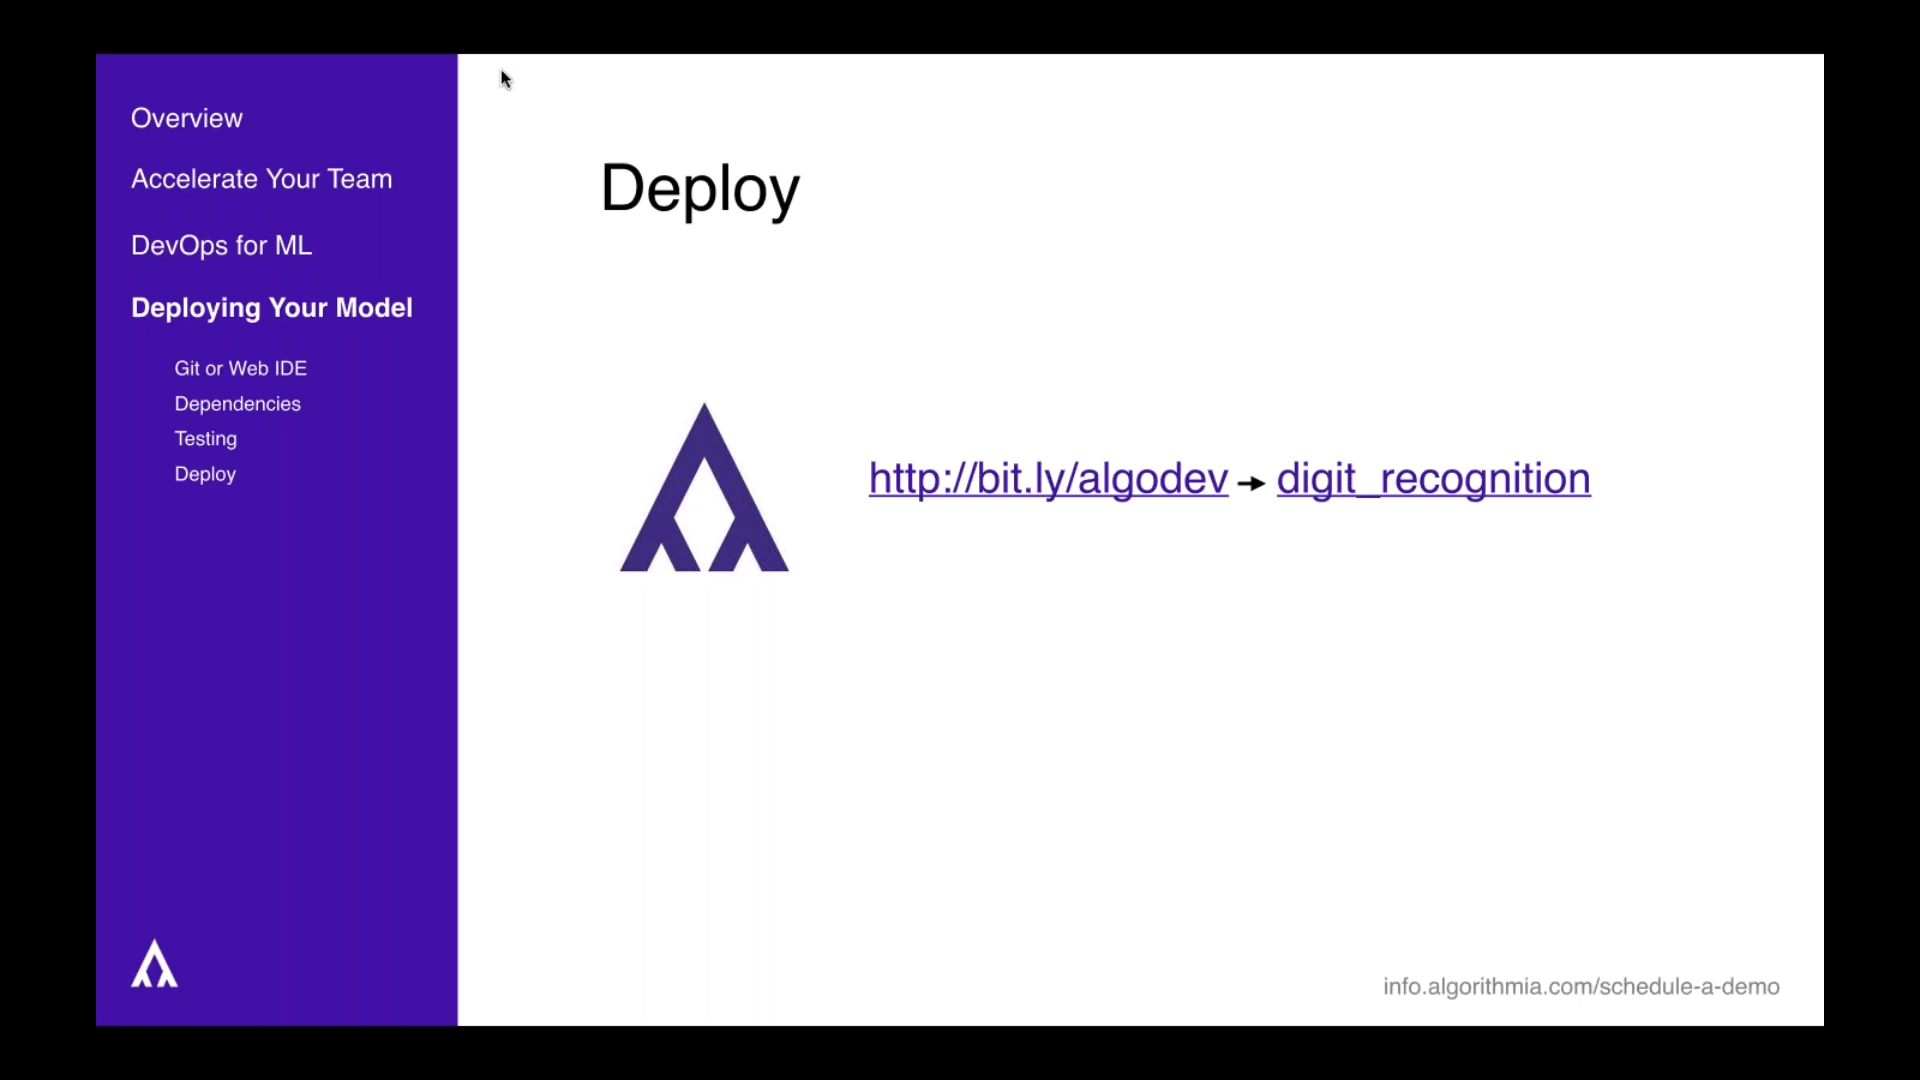 Overview
Accelerate Your Team
DevOps for ML
Deploying Your Model
Git or Web IDE
Dependencies
Testing
Deploy
Deploy
http://bit.ly/algodev → digit_recognition
info.algorithmia.com/schedule-a-demo